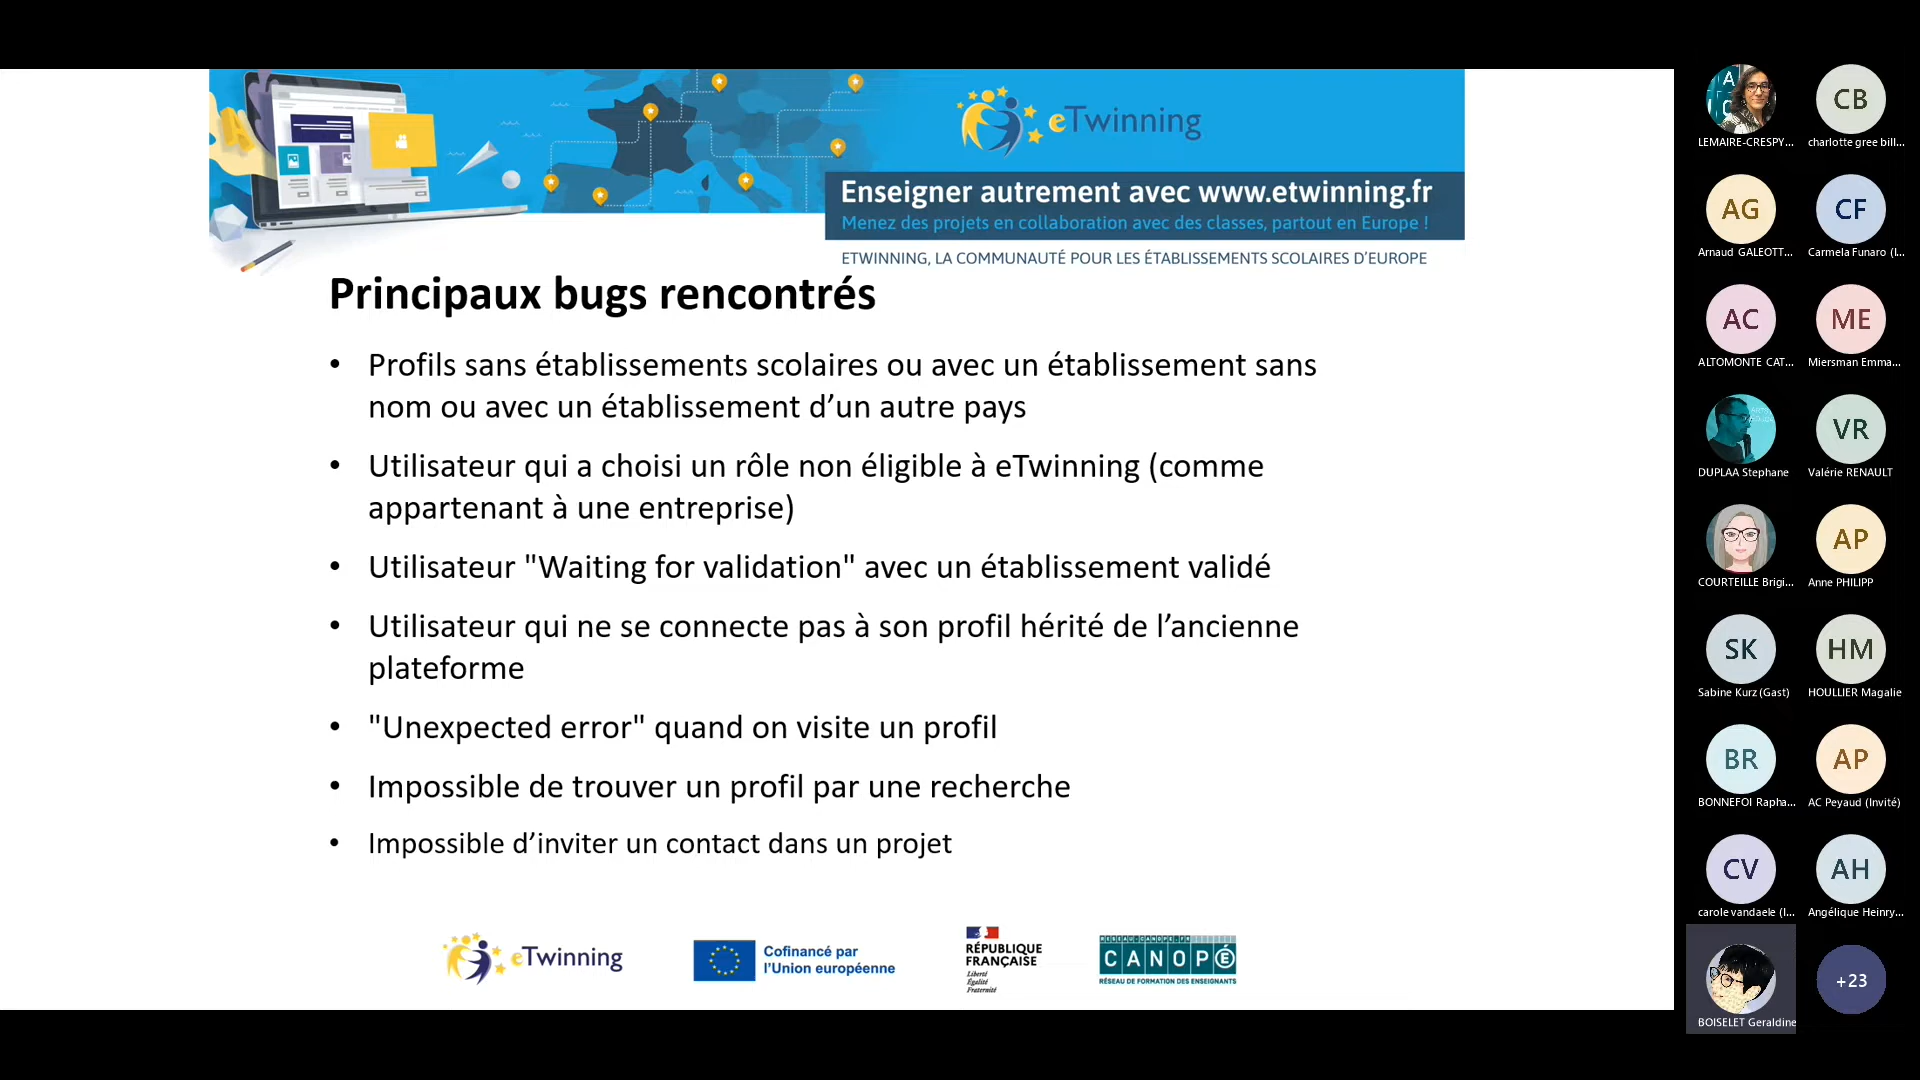 eTwinning
Enseigner autrement avec www.etwinning.fr
Menez des projets en collaboration avec des classes, partout en Europe !
ETWINNING, LA COMMUNAUTÉ POUR LES ÉTABLISSEMENTS SCOLAIRES D’EUROPE
Principaux bugs rencontrés
• Profils sans établissements scolaires ou avec un établissement sans
nom ou avec un établissement d’un autre pays
• Utilisateur qui a choisi un rôle non éligible à eTwinning (comme
appartenant à une entreprise)
• Utilisateur "Waiting for validation" avec un établissement validé
• Utilisateur qui ne se connecte pas à son profil hérité de l’ancienne
plateforme
• "Unexpected error" quand on visite un profil
• Impossible de trouver un profil par une recherche
• Impossible d’inviter un contact dans un projet
eTwinning
Cofinancé par
l’Union européenne
RÉPUBLIQUE
FRANÇAISE
Liberté
Égalité
Fraternité
CANOPÉ
RÉSEAU DE FORMATION DES ENSEIGNANTS
LEMAIRE-CRESPY...
CB
charlotte gree bill...
AG
Arnaud GALEOTT...
CF
Carmela Funaro (I...
AC
ALTOMONTE CAT...
ME
Miersman Emma...
DUPLAA Stephane
VR
Valérie RENAULT
COURTEILLE Brigi...
AP
Anne PHILIPP
SK
Sabine Kurz (Gast)
HM
HOULLIER Magalie
BR
BONNEFOI Rapha...
AP
AC Peyaud (Invité)
CV
carole vandaele (I...
AH
Angélique Heinry...
BOISELET Geraldine
+23